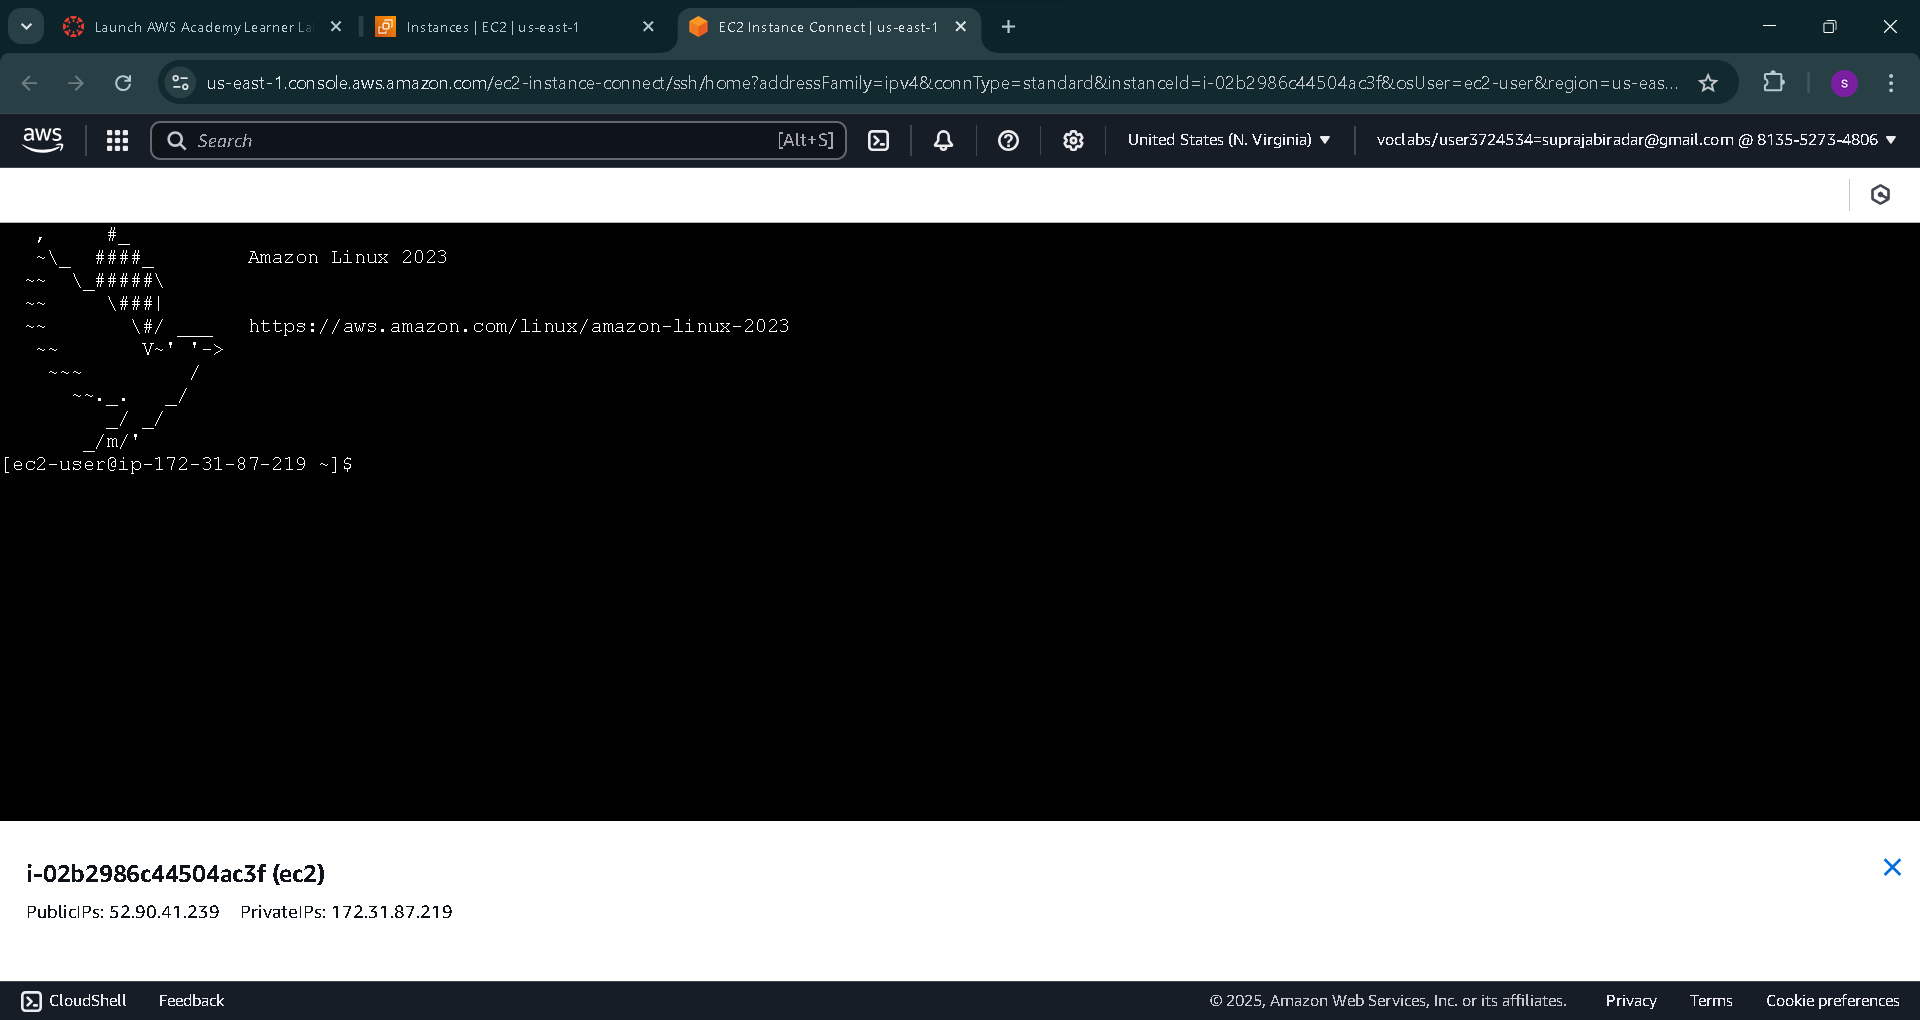 Launch AWS Academy Learner La
Instances | EC2 | us-east-1
EC2 Instance Connect | us-east-1
us-east-1.console.aws.amazon.com/ec2-instance-connect/ssh/home?addressFamily=ipv4&connType=standard&instanceId=i-02b2986c44504ac3f&osUser=ec2-user&region=us-eas...
S
aws
Search
[Alt+S]
United States (N. Virginia)
voclabs/user3724534=suprajabiradar@gmail.com @ 8135-5273-4806
   ,     #_
   ~\_  ####_        Amazon Linux 2023
  ~~  \_#####\
  ~~     \###|
  ~~       \#/ ___   https://aws.amazon.com/linux/amazon-linux-2023
   ~~       V~' '->
    ~~~         /
      ~~._.   _/
         _/ _/
       _/m/'
[ec2-user@ip-172-31-87-219 ~]$
i-02b2986c44504ac3f (ec2)
PublicIPs: 52.90.41.239    PrivateIPs: 172.31.87.219
CloudShell    Feedback    © 2025, Amazon Web Services, Inc. or its affiliates.    Privacy    Terms    Cookie preferences